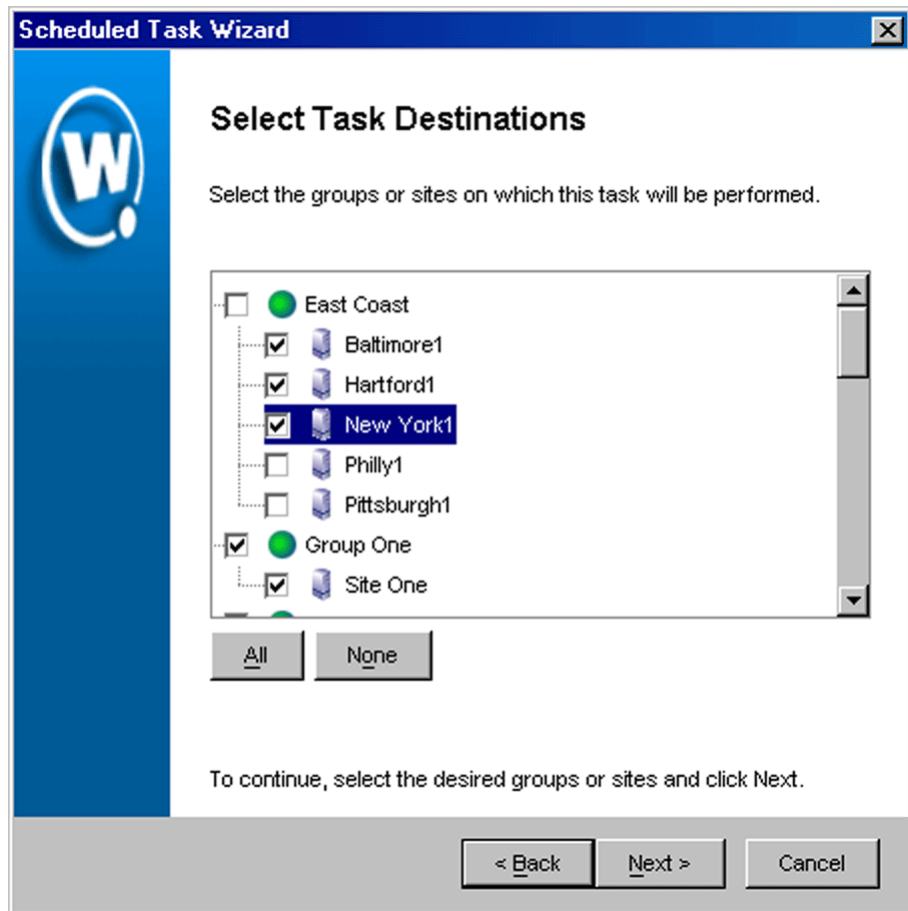 Scheduled Task Wizard
W
Select Task Destinations
Select the groups or sites on which this task will be performed.
East Coast
Baltimore1
Hartford1
New York1
Philly1
Pittsburgh1
Group One
Site One
All None
To continue, select the desired groups or sites and click Next.
< Back Next > Cancel